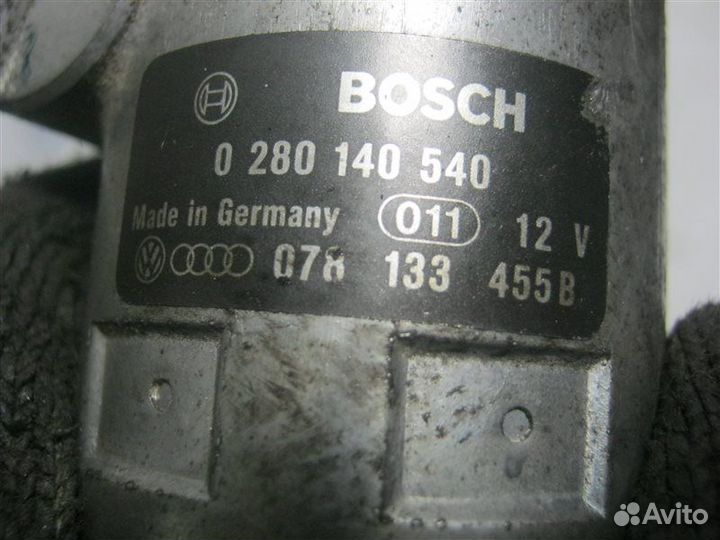 BOSCH
0 280 140 540
Made in Germany 011 12 V
078 133 455B
Avito